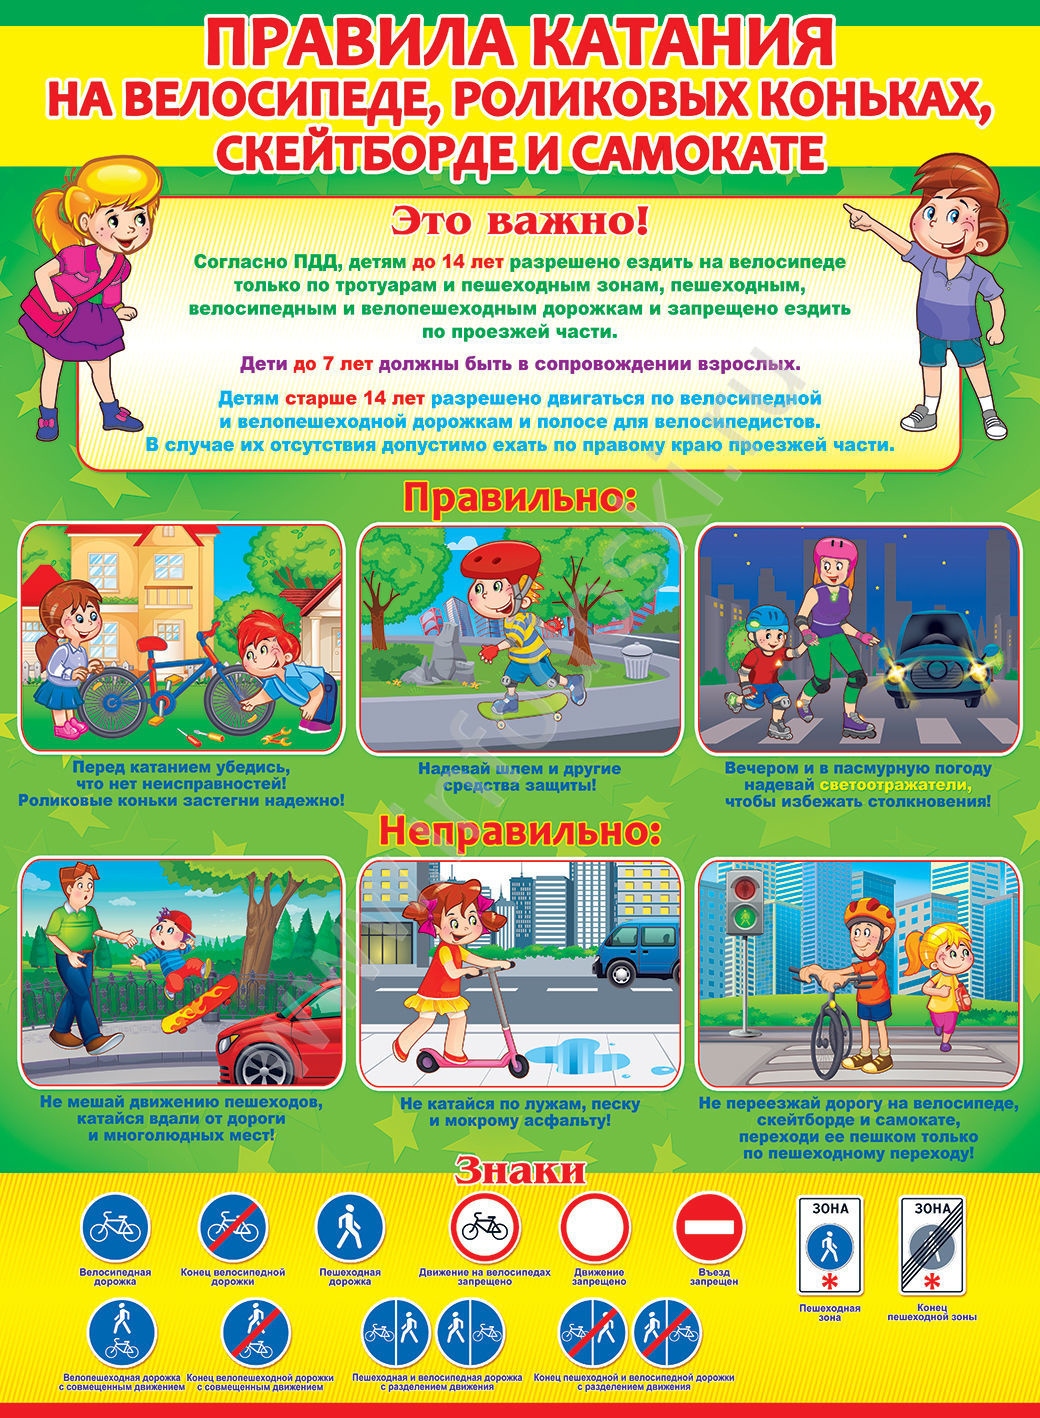 ПРАВИЛА КАТАНИЯ
НА ВЕЛОСИПЕДЕ, РОЛИКОВЫХ КОНЬКАХ,
СКЕЙТБОРДЕ И САМОКАТЕ
Это важно!
Согласно ПДД, детям до 14 лет разрешено ездить на велосипеде
только по тротуарам и пешеходным зонам, пешеходным,
велосипедным и велопешеходным дорожкам и запрещено ездить
по проезжей части.
Дети до 7 лет должны быть в сопровождении взрослых.
Детям старше 14 лет разрешено двигаться по велосипедной
и велопешеходной дорожкам и полосе для велосипедистов.
В случае их отсутствия допустимо ехать по правому краю проезжей части.
Правильно:
Перед катанием убедись,
что нет неисправностей!
Роликовые коньки застегни надежно!
Надевай шлем и другие
средства защиты!
Вечером и в пасмурную погоду
надевай светоотражатели,
чтобы избежать столкновения!
Неправильно:
Не мешай движению пешеходов,
катайся вдали от дороги
и многолюдных мест!
Не катайся по лужам, песку
и мокрому асфальту!
Не переезжай дорогу на велосипеде,
скейтборде и самокате,
переходи ее пешком только
по пешеходному переходу!
Знаки
Велосипедная
дорожка
Конец велосипедной
дорожки
Пешеходная
дорожка
Движение на велосипедах
запрещено
Движение
запрещено
Въезд
запрещен
ЗОНА
Пешеходная
зона
ЗОНА
Конец
пешеходной зоны
Велопешеходная дорожка
с совмещенным движением
Конец велопешеходной дорожки
с совмещенным движением
Пешеходная и велосипедная дорожка
с разделением движения
Конец пешеходной и велосипедной дорожки
с разделением движения